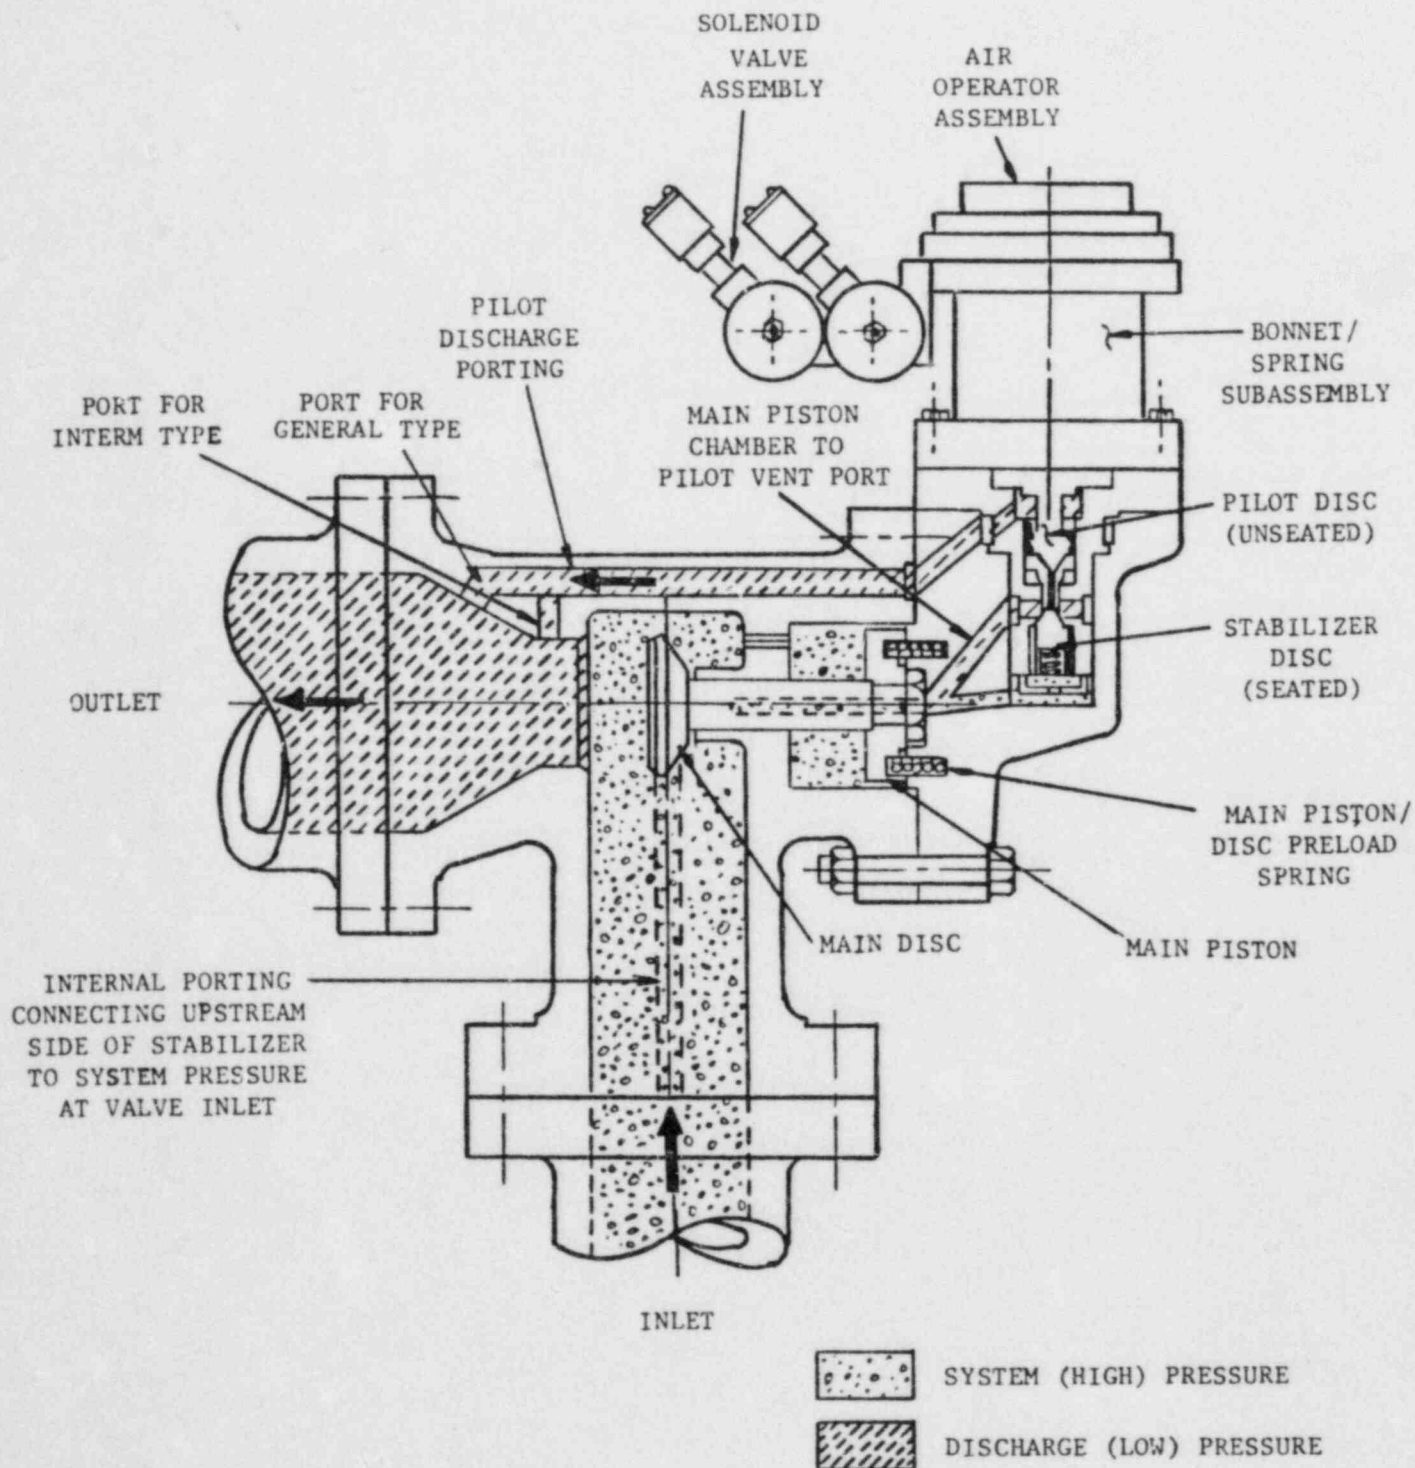 SOLENOID
VALVE
ASSEMBLY
AIR
OPERATOR
ASSEMBLY
PILOT
DISCHARGE
PORTING
BONNET/
SPRING
SUBASSEMBLY
PORT FOR
INTERM TYPE
PORT FOR
GENERAL TYPE
MAIN PISTON
CHAMBER TO
PILOT VENT PORT
PILOT DISC
(UNSEATED)
STABILIZER
DISC
(SEATED)
OUTLET
MAIN PISTON/
DISC PRELOAD
SPRING
MAIN DISC
MAIN PISTON
INTERNAL PORTING
CONNECTING UPSTREAM
SIDE OF STABILIZER
TO SYSTEM PRESSURE
AT VALVE INLET
INLET
SYSTEM (HIGH) PRESSURE
DISCHARGE (LOW) PRESSURE